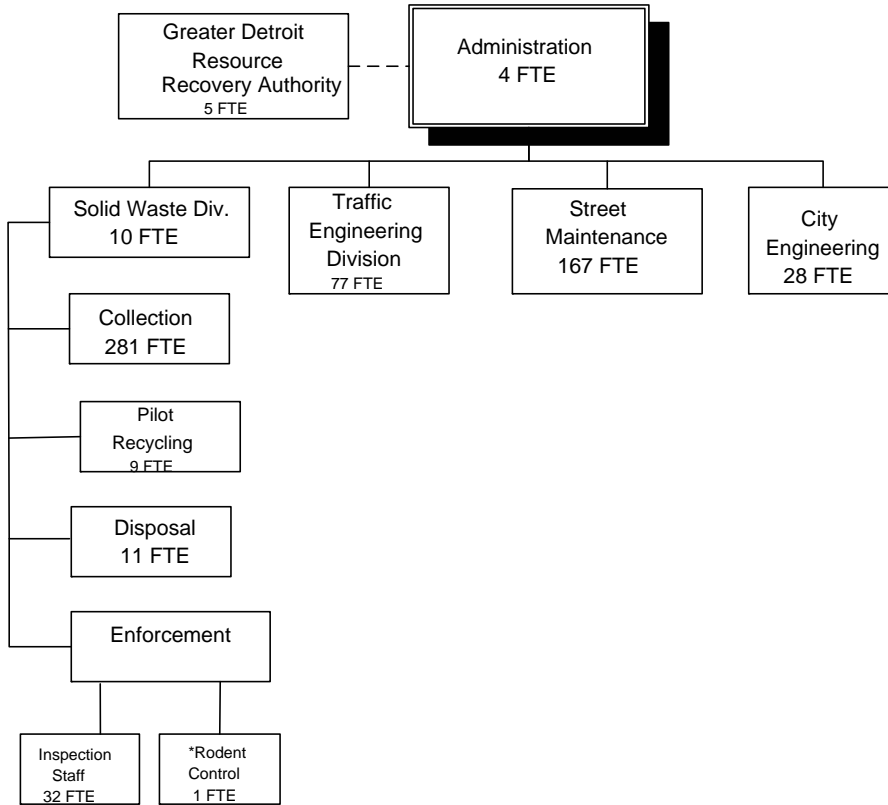 Greater Detroit
Resource
Recovery Authority
5 FTE
Administration
4 FTE
Solid Waste Div.
10 FTE
Traffic
Engineering
Division
77 FTE
Street
Maintenance
167 FTE
City
Engineering
28 FTE
Collection
281 FTE
Pilot
Recycling
9 FTE
Disposal
11 FTE
Enforcement
Inspection
Staff
32 FTE
*Rodent
Control
1 FTE